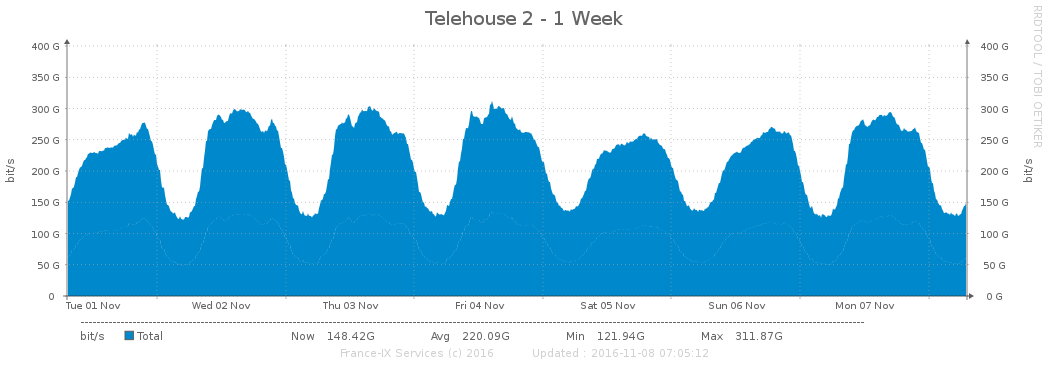 Telehouse 2 - 1 Week
RRDTOOL / TOBI OETIKER
400 G 400 G
350 G 350 G
300 G 300 G
250 G 250 G
200 G 200 G
150 G 150 G
100 G 100 G
50 G 50 G
0 0 G
bit/s bit/s
Tue 01 Nov Wed 02 Nov Thu 03 Nov Fri 04 Nov Sat 05 Nov Sun 06 Nov Mon 07 Nov
bit/s Total Now 148.42G Avg 220.09G Min 121.94G Max 311.87G
France-IX Services (c) 2016 Updated : 2016-11-08 07:05:12